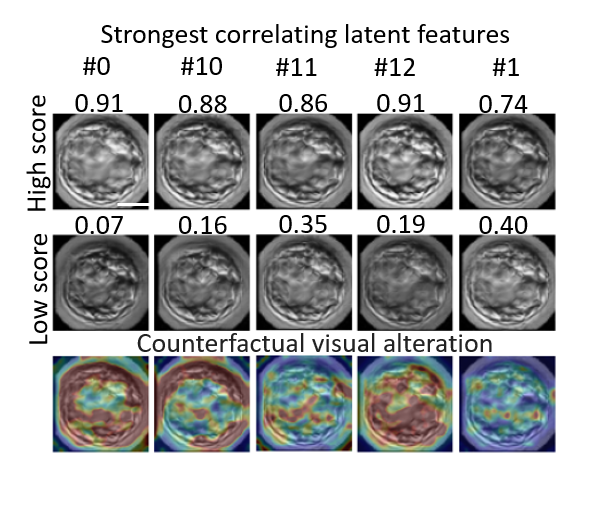 Strongest correlating latent features
#0 #10 #11 #12 #1
High score
0.91 0.88 0.86 0.91 0.74
Low score
0.07 0.16 0.35 0.19 0.40
Counterfactual visual alteration